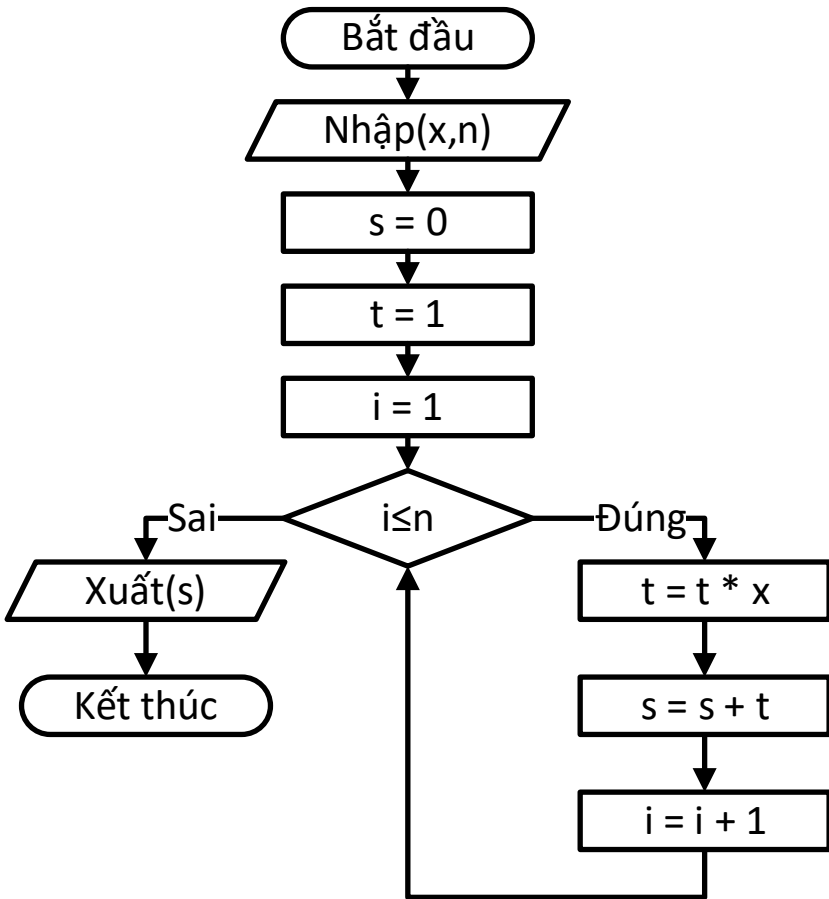 Bắt đầu
Nhập(x,n)
s = 0
t = 1
i = 1
i≤n
Sai
Đúng
Xuất(s)
Kết thúc
t = t * x
s = s + t
i = i + 1